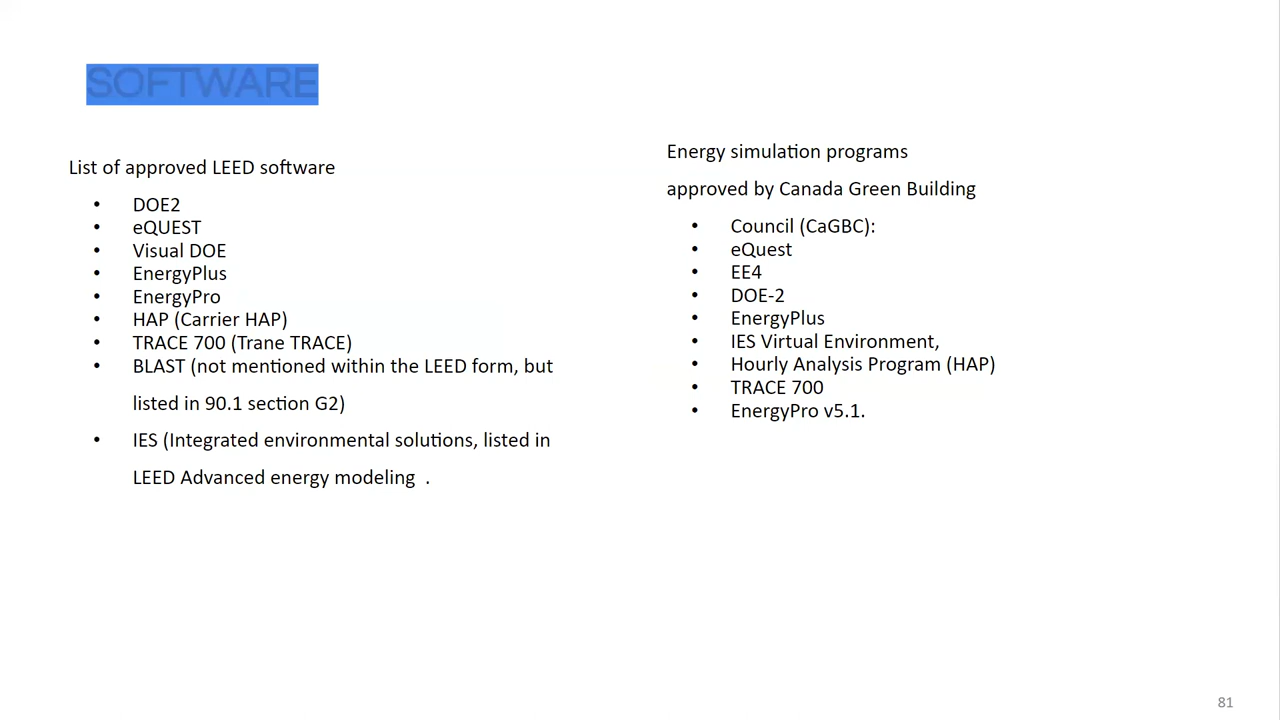 SOFTWARE
List of approved LEED software
• DOE2
• eQUEST
• Visual DOE
• EnergyPlus
• EnergyPro
• HAP (Carrier HAP)
• TRACE 700 (Trane TRACE)
• BLAST (not mentioned within the LEED form, but
listed in 90.1 section G2)
• IES (Integrated environmental solutions, listed in
LEED Advanced energy modeling .
Energy simulation programs
approved by Canada Green Building
• Council (CaGBC):
• eQuest
• EE4
• DOE-2
• EnergyPlus
• IES Virtual Environment,
• Hourly Analysis Program (HAP)
• TRACE 700
• EnergyPro v5.1.
81